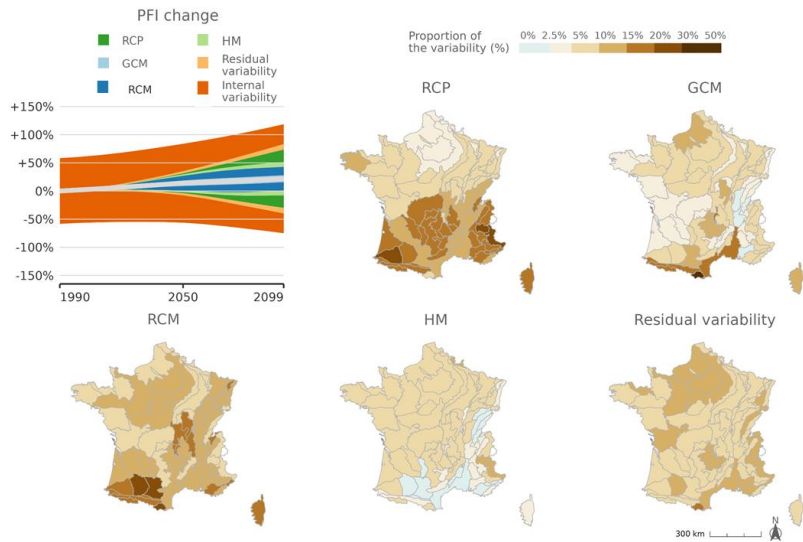 PFI change
RCP
HM
GCM
Residual
variability
RCM
Internal
variability
Proportion of
the variability (%)
0% 2.5% 5% 10% 15% 20% 30% 50%
+150%
+100%
+50%
0%
-50%
-100%
-150%
1990 2050 2099
RCP
GCM
RCM
HM
Residual variability
300 km
N